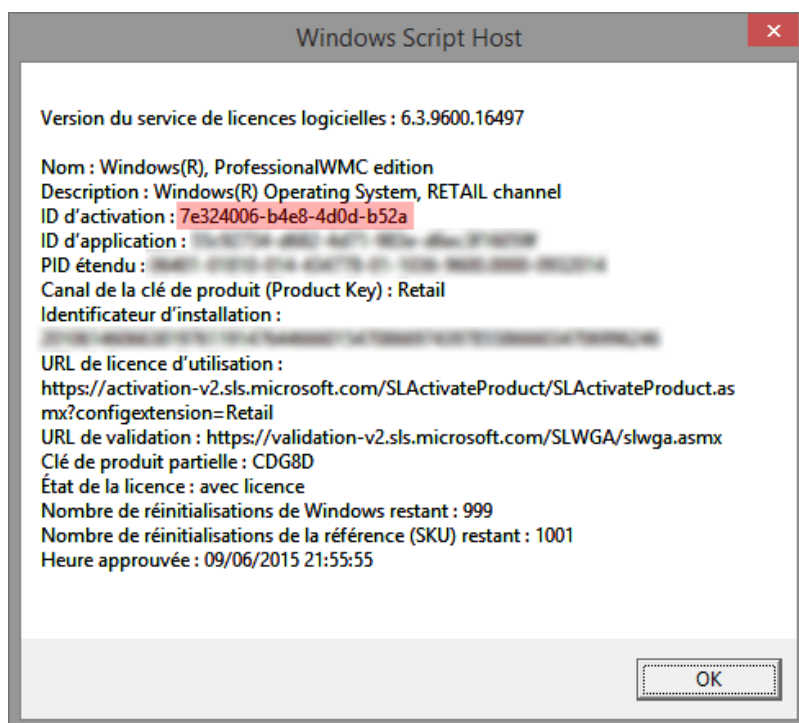 Windows Script Host
Version du service de licences logicielles : 6.3.9600.16497
Nom : Windows(R), ProfessionalWMC edition
Description : Windows(R) Operating System, RETAIL channel
ID d'activation : 7e324006-b4e8-4d0d-b52a
ID d'application :
PID étendu :
Canal de la clé de produit (Product Key) : Retail
Identificateur d'installation :
URL de licence d'utilisation :
https://activation-v2.sls.microsoft.com/SLActivateProduct/SLActivateProduct.as
mx?configextension=Retail
URL de validation : https://validation-v2.sls.microsoft.com/SLWGA/slwga.asmx
Clé de produit partielle : CDG8D
État de la licence : avec licence
Nombre de réinitialisations de Windows restant : 999
Nombre de réinitialisations de la référence (SKU) restant : 1001
Heure approuvée : 09/06/2015 21:55:55
OK